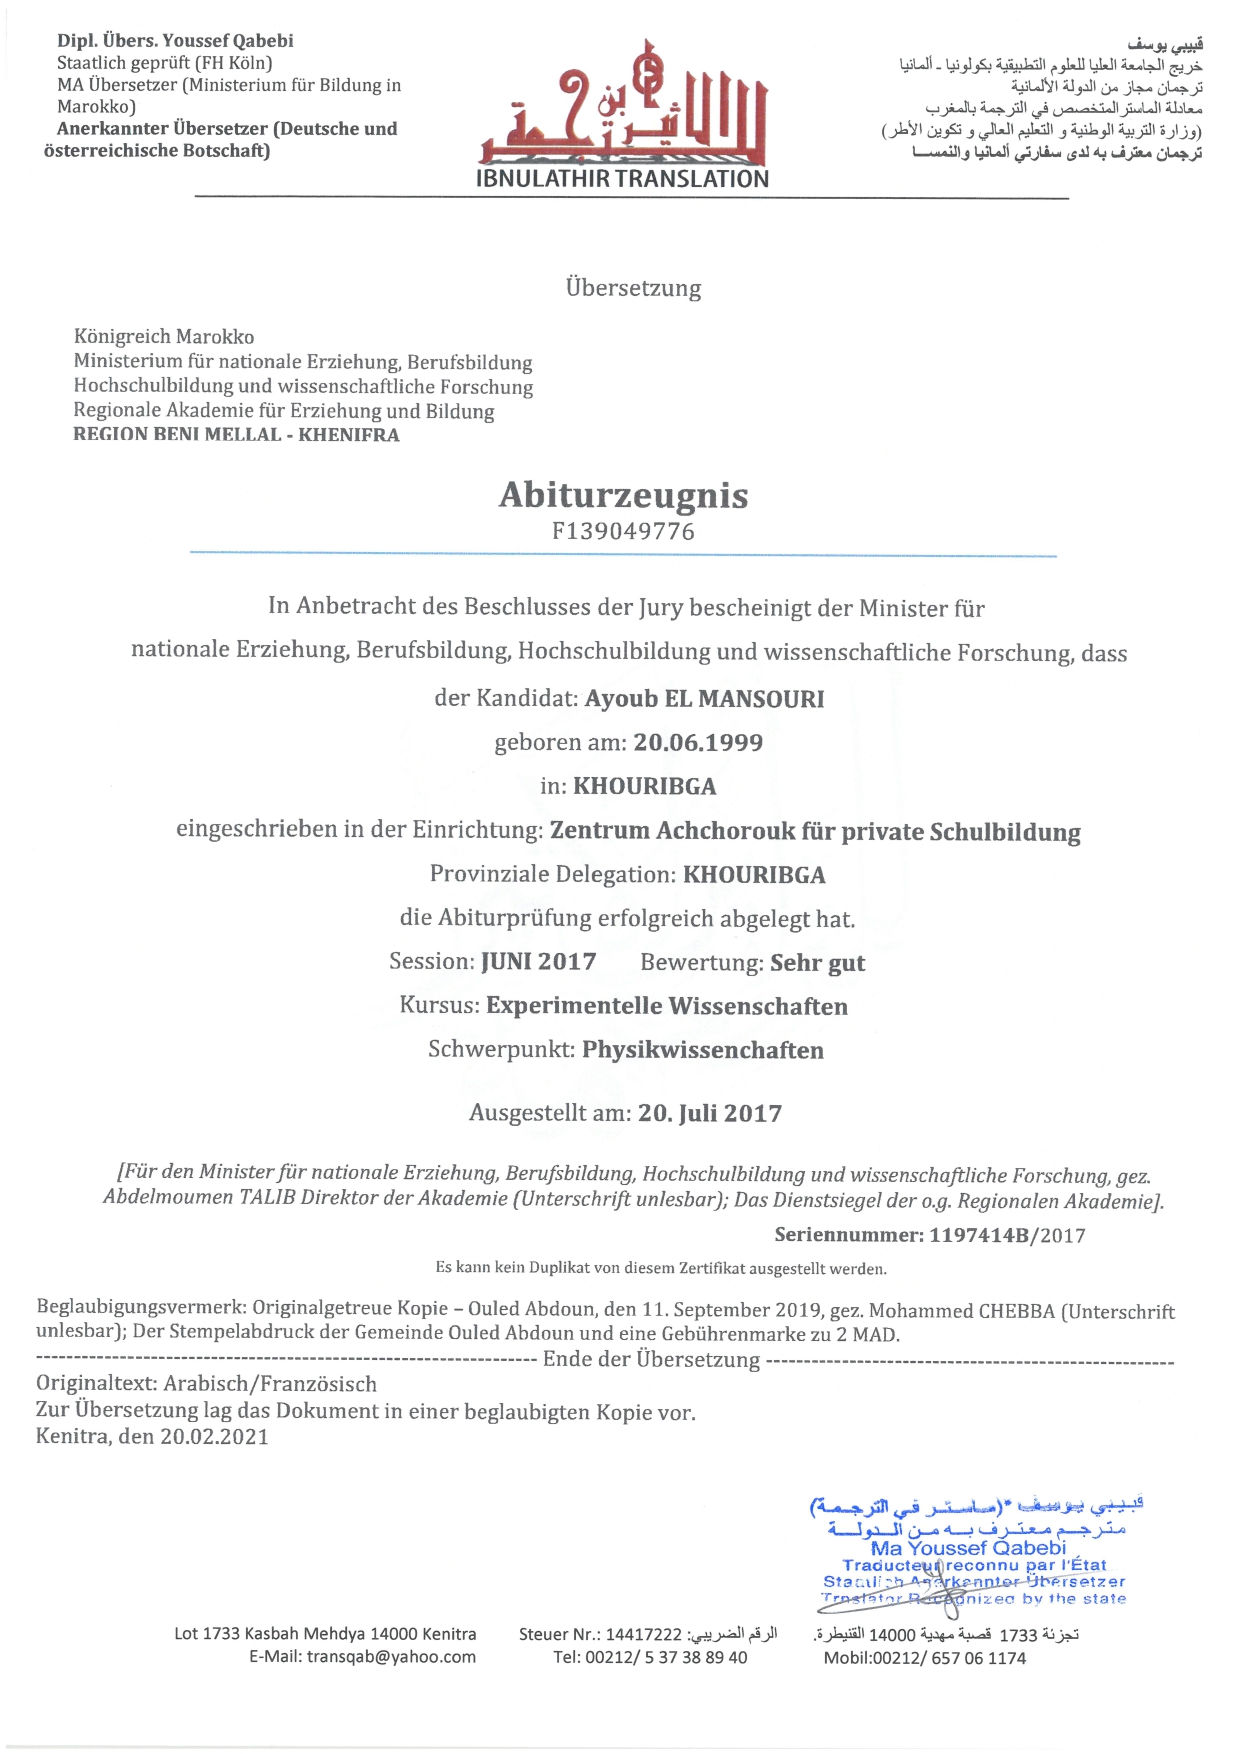 Dipl. Übers. Youssef Qabebi
Staatlich geprüft (FH Köln)
MA Übersetzer (Ministerium für Bildung in
Marokko)
Anerkannter Übersetzer (Deutsche und
österreichische Botschaft)
ابن الاثير ترجمة
IBNULATHIR TRANSLATION
قبيبي يوسف
خريج الجامعة العليا للعلوم التطبيقية بكولونيا - ألمانيا
ترجمان مجاز من الدولة الألمانية
معادلة الماستر المتخصص في الترجمة بالمغرب
(وزارة التربية الوطنية و التعليم العالي و تكوين الأطر)
ترجمان معترف به لدى سفارتي ألمانيا والنمسا
Übersetzung
Königreich Marokko
Ministerium für nationale Erziehung, Berufsbildung
Hochschulbildung und wissenschaftliche Forschung
Regionale Akademie für Erziehung und Bildung
REGION BENI MELLAL - KHENIFRA
Abiturzeugnis
F139049776
In Anbetracht des Beschlusses der Jury bescheinigt der Minister für
nationale Erziehung, Berufsbildung, Hochschulbildung und wissenschaftliche Forschung, dass
der Kandidat: Ayoub EL MANSOURI
geboren am: 20.06.1999
in: KHOURIBGA
eingeschrieben in der Einrichtung: Zentrum Achchorouk für private Schulbildung
Provinziale Delegation: KHOURIBGA
die Abiturprüfung erfolgreich abgelegt hat.
Session: JUNI 2017 Bewertung: Sehr gut
Kursus: Experimentelle Wissenschaften
Schwerpunkt: Physikwissenchaften
Ausgestellt am: 20. Juli 2017
[Für den Minister für nationale Erziehung, Berufsbildung, Hochschulbildung und wissenschaftliche Forschung, gez.
Abdelmoumen TALIB Direktor der Akademie (Unterschrift unlesbar); Das Dienstsiegel der o.g. Regionalen Akademie].
Seriennummer: 1197414B/2017
Es kann kein Duplikat von diesem Zertifikat ausgestellt werden.
Beglaubigungsvermerk: Originalgetreue Kopie – Ouled Abdoun, den 11. September 2019, gez. Mohammed CHEBBA (Unterschrift
unlesbar); Der Stempelabdruck der Gemeinde Ouled Abdoun und eine Gebührenmarke zu 2 MAD.
------------------------------------------------------------------ Ende der Übersetzung ------------------------------------------------------
Originaltext: Arabisch/Französisch
Zur Übersetzung lag das Dokument in einer beglaubigten Kopie vor.
Kenitra, den 20.02.2021
قبيبي يوسف *(ماستر في الترجمة)
مترجم معترف به من الدولة
Ma Youssef Qabebi
Traducteur reconnu par l'État
Staatlich Anerkannter Übersetzer
Trnslator Recognized by the state
Lot 1733 Kasbah Mehdya 14000 Kenitra
Steuer Nr.: 14417222 :الرقم الضريبي
تجزئة 1733 قصبة مهدية 14000 القنيطرة.
E-Mail: transqab@yahoo.com
Tel: 00212/ 5 37 38 89 40
Mobil:00212/ 657 06 1174